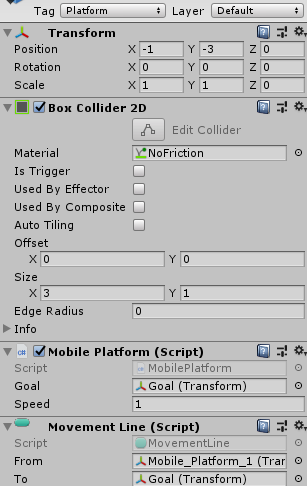 Tag Platform Layer Default
Transform
Position X -1 Y -3 Z 0
Rotation X 0 Y 0 Z 0
Scale X 1 Y 1 Z 0
Box Collider 2D
Edit Collider
Material NoFriction
Is Trigger
Used By Effector
Used By Composite
Auto Tiling
Offset
X 0 Y 0
Size
X 3 Y 1
Edge Radius 0
Info
Mobile Platform (Script)
Script MobilePlatform
Goal Goal (Transform)
Speed 1
Movement Line (Script)
Script MovementLine
From Mobile_Platform_1 (Tran
To Goal (Transform)